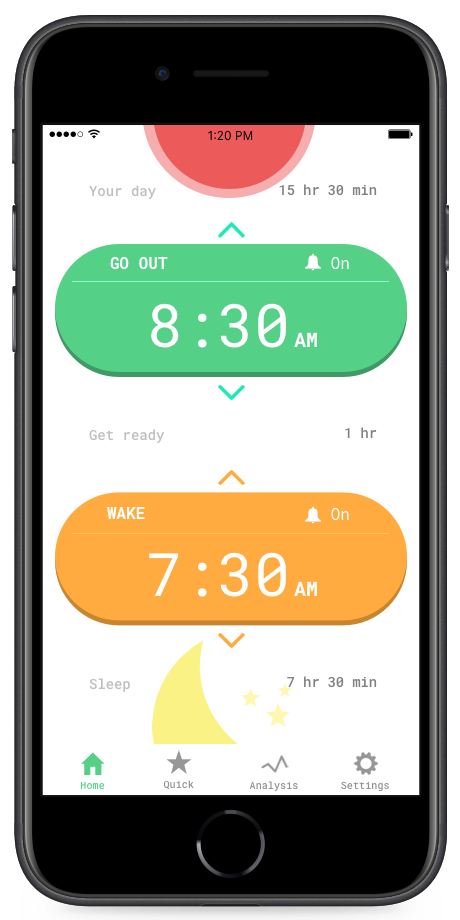 1:20 PM
Your day 15 hr 30 min
GO OUT On
8:30 AM
Get ready 1 hr
WAKE On
7:30 AM
Sleep 7 hr 30 min
Home Quick Analysis Settings